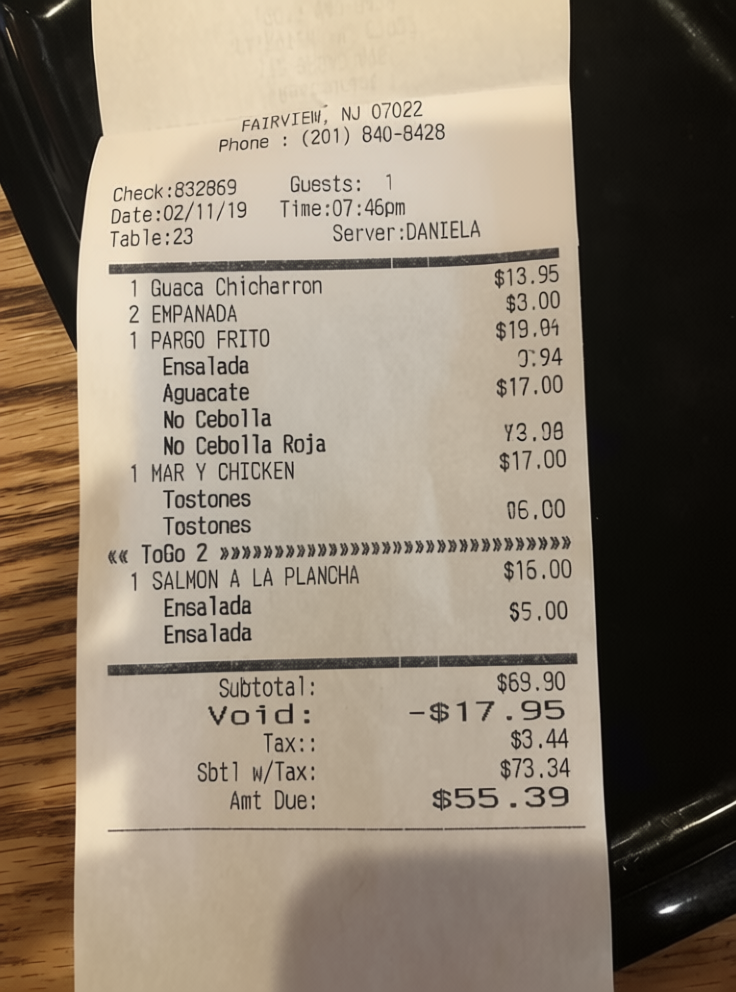 FAIRVIEW, NJ 07022
Phone : (201) 840-8428
Check:832869 Guests: 1
Date:02/11/19 Time:07:46pm
Table:23 Server:DANIELA
1 Guaca Chicharron $13.95
2 EMPANADA $3.00
1 PARGO FRITO
Ensalada
Aguacate $17.00
No Cebolla
No Cebolla Roja
1 MAR Y CHICKEN $17.00
Tostones
Tostones
«« ToGo 2 »»»»»»»»»»»»»»»»»»»»»»»»»»»»»»
1 SALMON A LA PLANCHA
Ensalada $5.00
Ensalada
Subtotal: $69.90
Void: -$17.95
Tax:: $3.44
Sbtl w/Tax: $73.34
Amt Due: $55.39